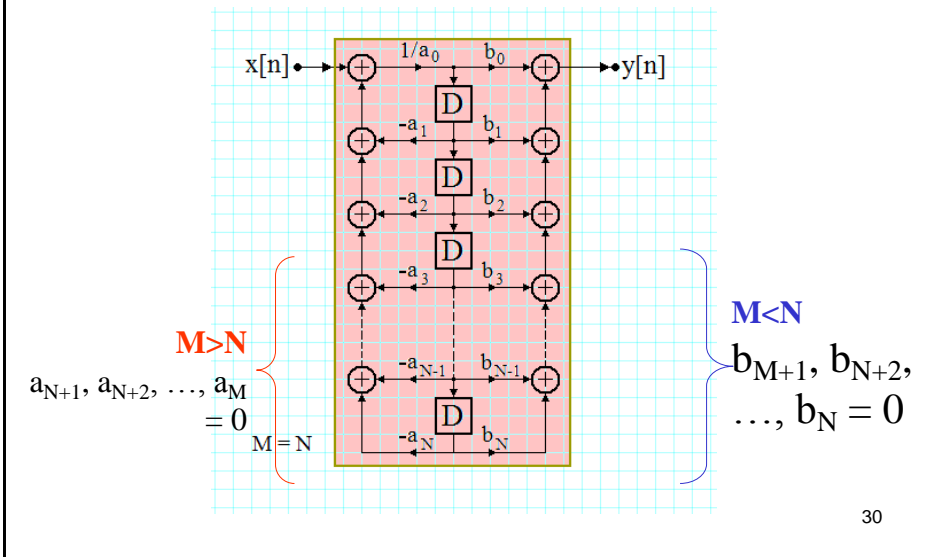 x[n] 1/a0 b0 y[n]
D
-a1 b1
D
-a2 b2
D
-a3 b3
M<N
M>N
bM+1, bN+2,
-aN-1 bN-1
aN+1, aN+2, …, aM
= 0
…, bN = 0
D
M = N
-aN bN
30